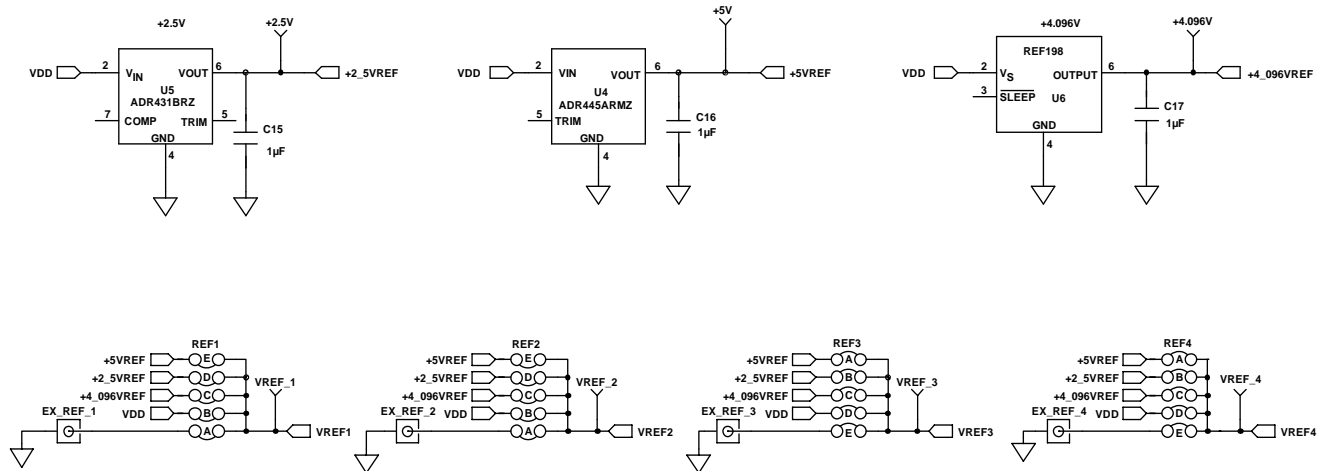 +2.5V
+2.5V
VDD
2
VIN
VOUT
6
+2_5VREF
U5
ADR431BRZ
7
COMP
TRIM
5
GND
4
C15
1µF
+5V
VDD
2
VIN
VOUT
6
+5VREF
U4
ADR445ARMZ
5
TRIM
GND
4
C16
1µF
+4.096V
+4.096V
REF198
VDD
2
VS
OUTPUT
6
+4_096VREF
3
SLEEP
U6
GND
4
C17
1µF
REF1
+5VREF
E
+2_5VREF
D
VREF_1
+4_096VREF
C
EX_REF_1
VDD
B
A
VREF1
REF2
+5VREF
E
+2_5VREF
D
VREF_2
+4_096VREF
C
EX_REF_2
VDD
B
A
VREF2
REF3
+5VREF
A
+2_5VREF
B
VREF_3
+4_096VREF
C
EX_REF_3
VDD
D
E
VREF3
REF4
+5VREF
A
+2_5VREF
B
VREF_4
+4_096VREF
C
EX_REF_4
VDD
D
E
VREF4